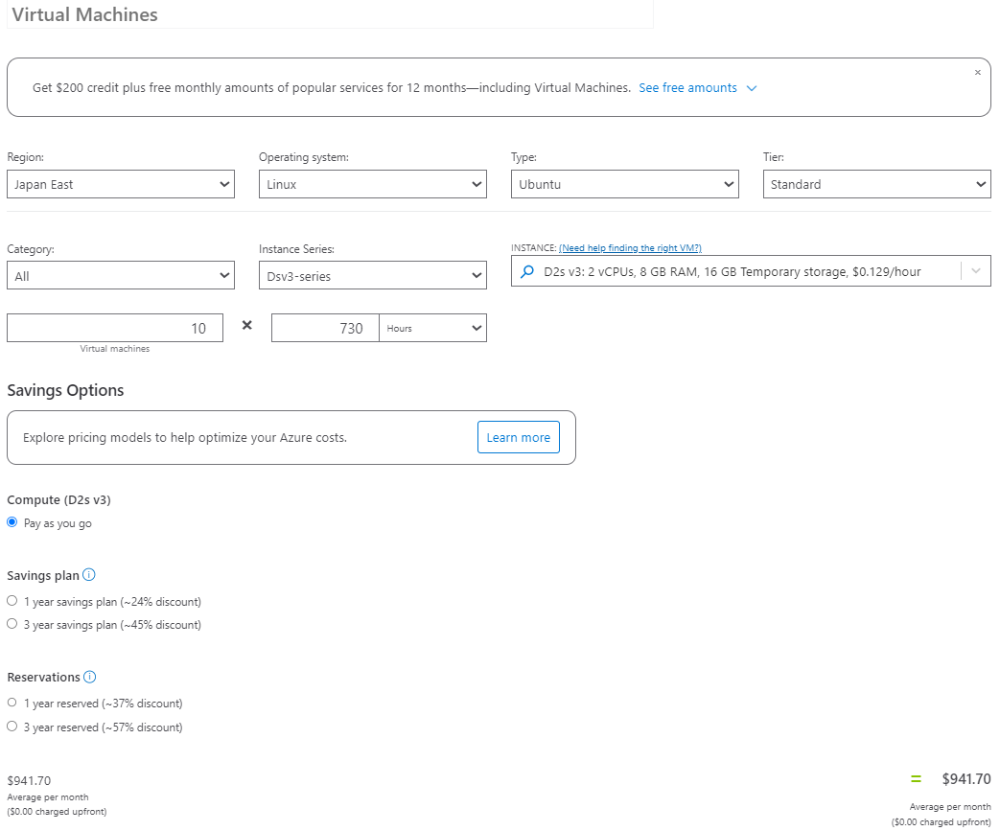 Virtual Machines
×
Get $200 credit plus free monthly amounts of popular services for 12 months—including Virtual Machines. See free amounts
Region: Operating system: Type: Tier:
Japan East Linux Ubuntu Standard
Category: Instance Series: INSTANCE: (Need help finding the right VM?)
All Dsv3-series D2s v3: 2 vCPUs, 8 GB RAM, 16 GB Temporary storage, $0.129/hour
10 × 730 Hours
Virtual machines
Savings Options
Explore pricing models to help optimize your Azure costs. Learn more
Compute (D2s v3)
Pay as you go
Savings plan
1 year savings plan (~24% discount)
3 year savings plan (~45% discount)
Reservations
1 year reserved (~37% discount)
3 year reserved (~57% discount)
$941.70 = $941.70
Average per month Average per month
($0.00 charged upfront) ($0.00 charged upfront)